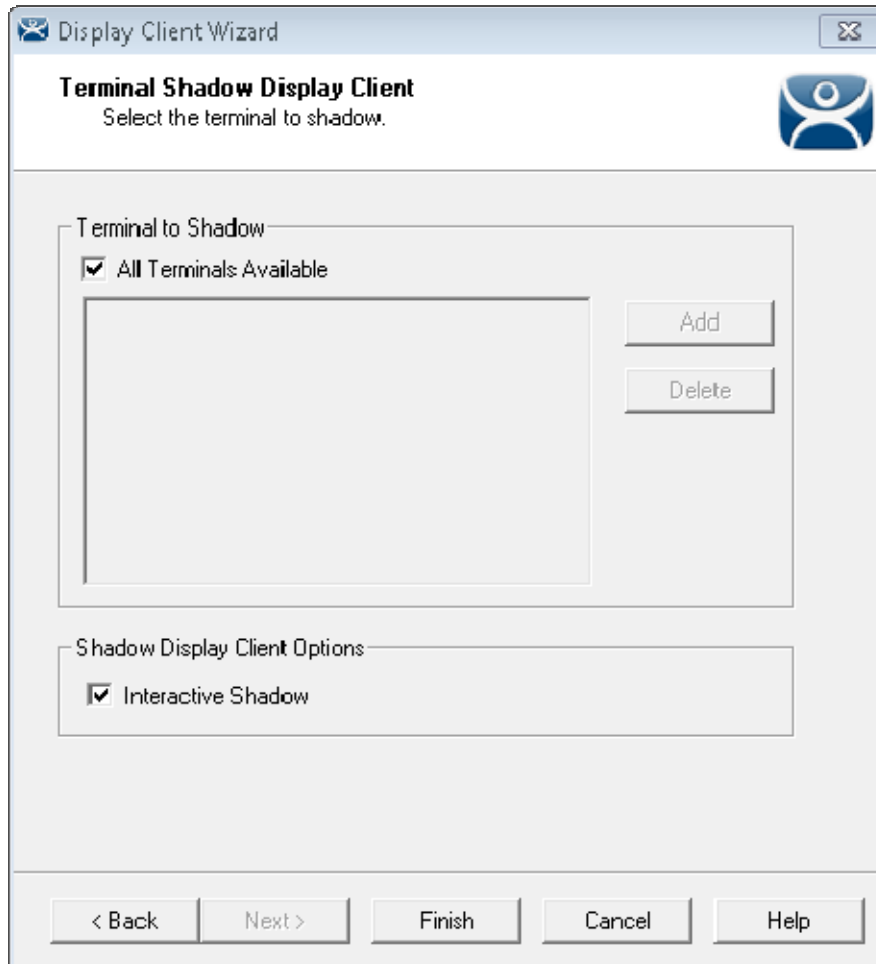 Display Client Wizard
Terminal Shadow Display Client
Select the terminal to shadow.
Terminal to Shadow
All Terminals Available
Add
Delete
Shadow Display Client Options
Interactive Shadow
< Back
Next >
Finish
Cancel
Help